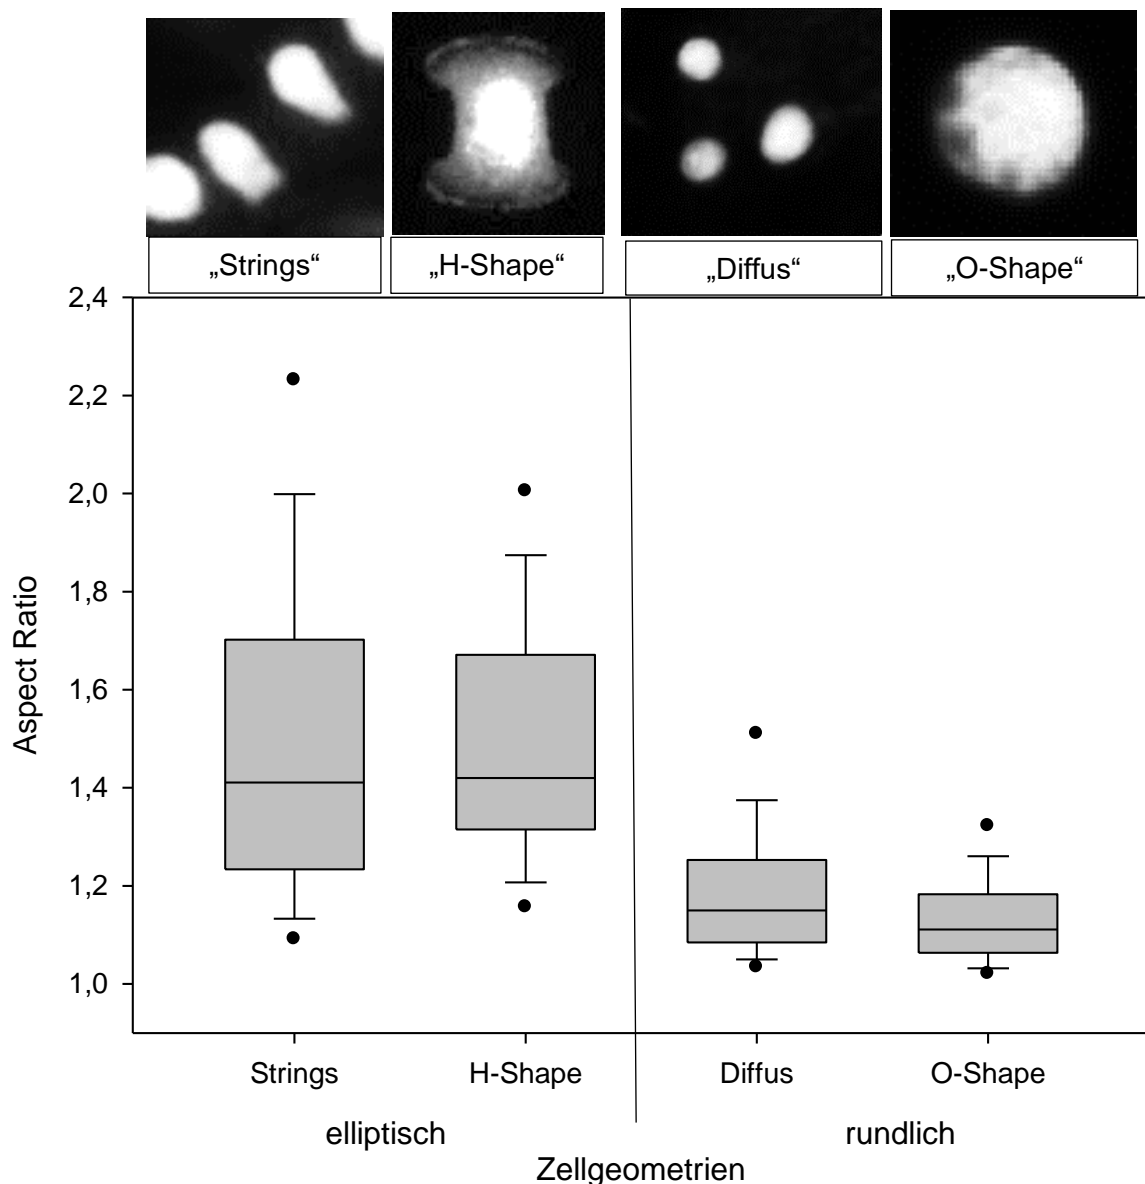 „Strings“
„H-Shape“
„Diffus“
„O-Shape“
2,4
2,2
2,0
1,8
1,6
1,4
1,2
1,0
Aspect Ratio
Strings
H-Shape
Diffus
O-Shape
elliptisch
rundlich
Zellgeometrien